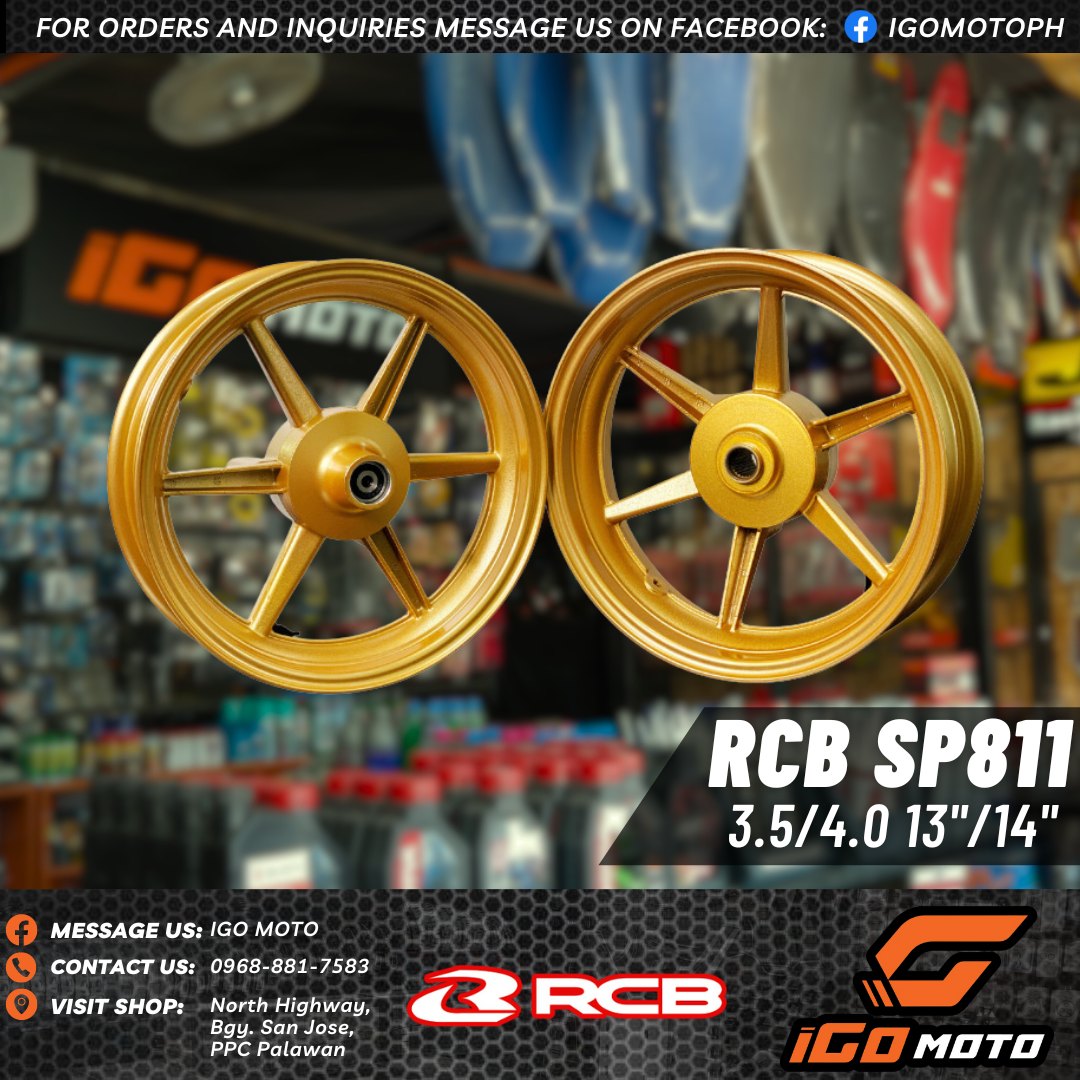 FOR ORDERS AND INQUIRIES MESSAGE US ON FACEBOOK: IGOMOTOPH
iGO MOTO
RCB SP811
3.5/4.0 13"/14"
MESSAGE US: IGO MOTO
CONTACT US: 0968-881-7583
VISIT SHOP: North Highway,
Bgy. San Jose,
PPC Palawan
RCB
iGO MOTO